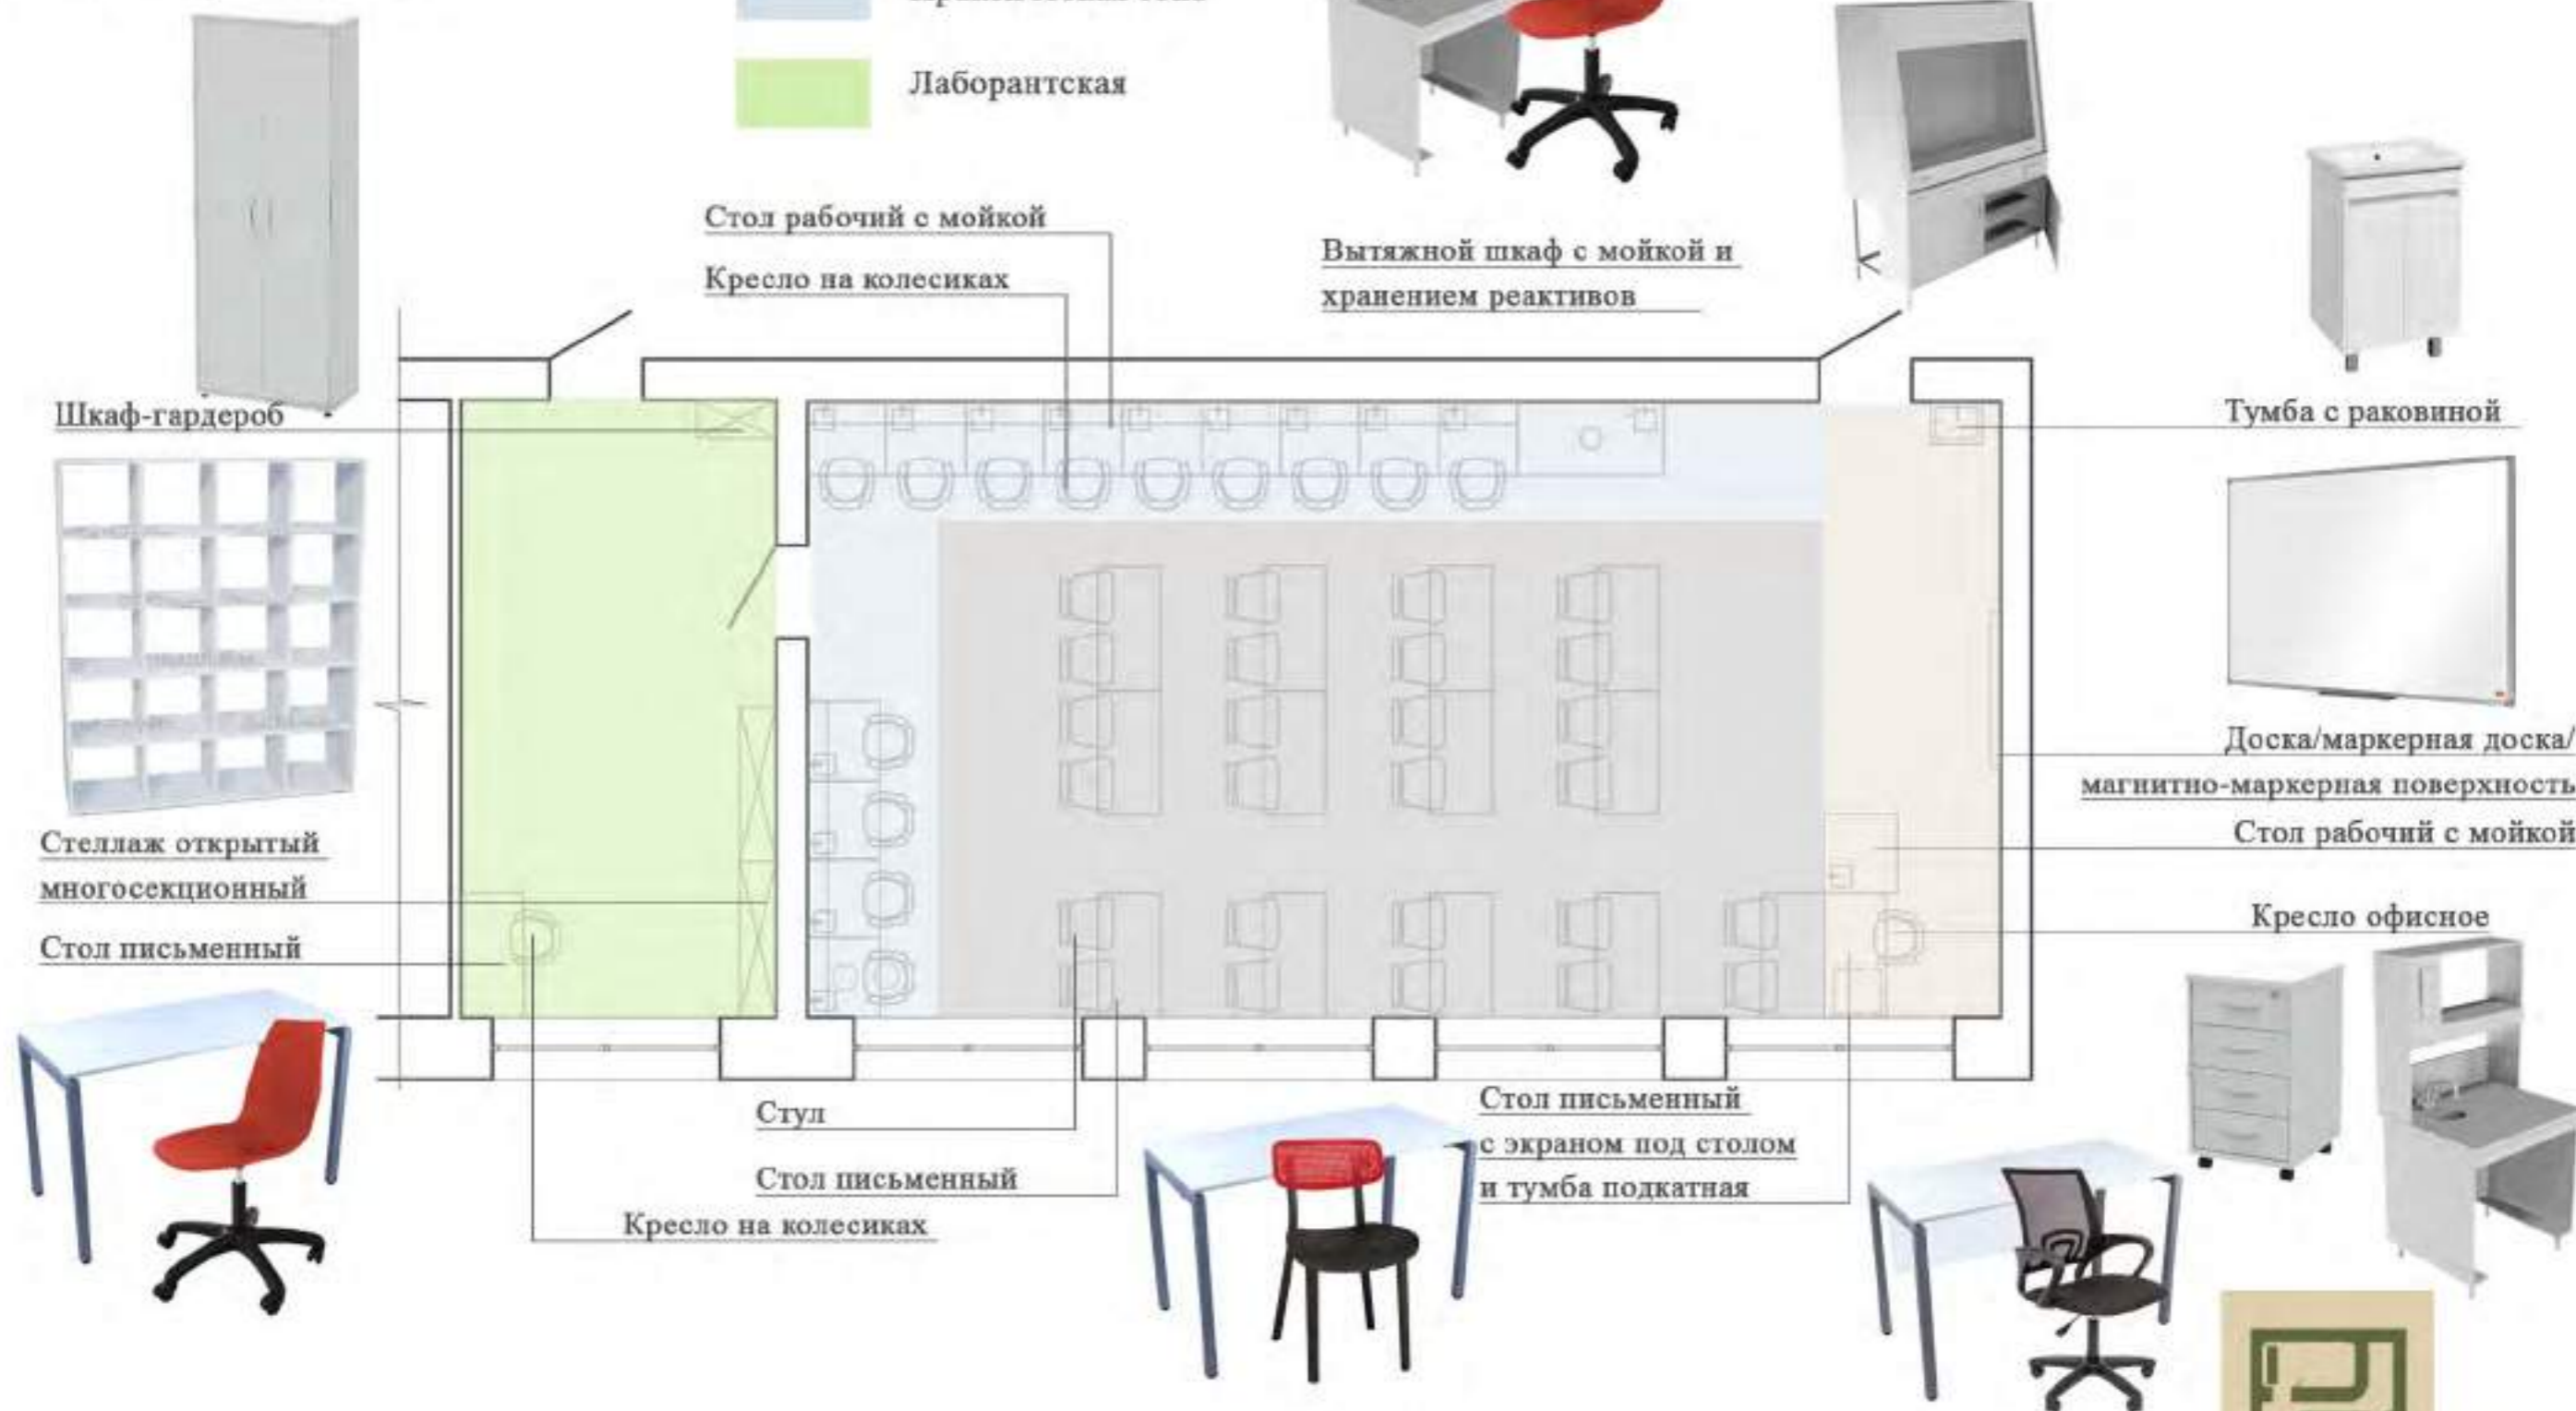 Лаборантская
Стол рабочий с мойкой
Кресло на колесиках
Вытяжной шкаф с мойкой и
хранением реактивов
Шкаф-гардероб
Тумба с раковиной
Доска/маркерная доска/
магнитно-маркерная поверхность
Стол рабочий с мойкой
Стеллаж открытый
многосекционный
Кресло офисное
Стол письменный
Стул
Стол письменный
Кресло на колесиках
Стол письменный
с экраном под столом
и тумба подкатная